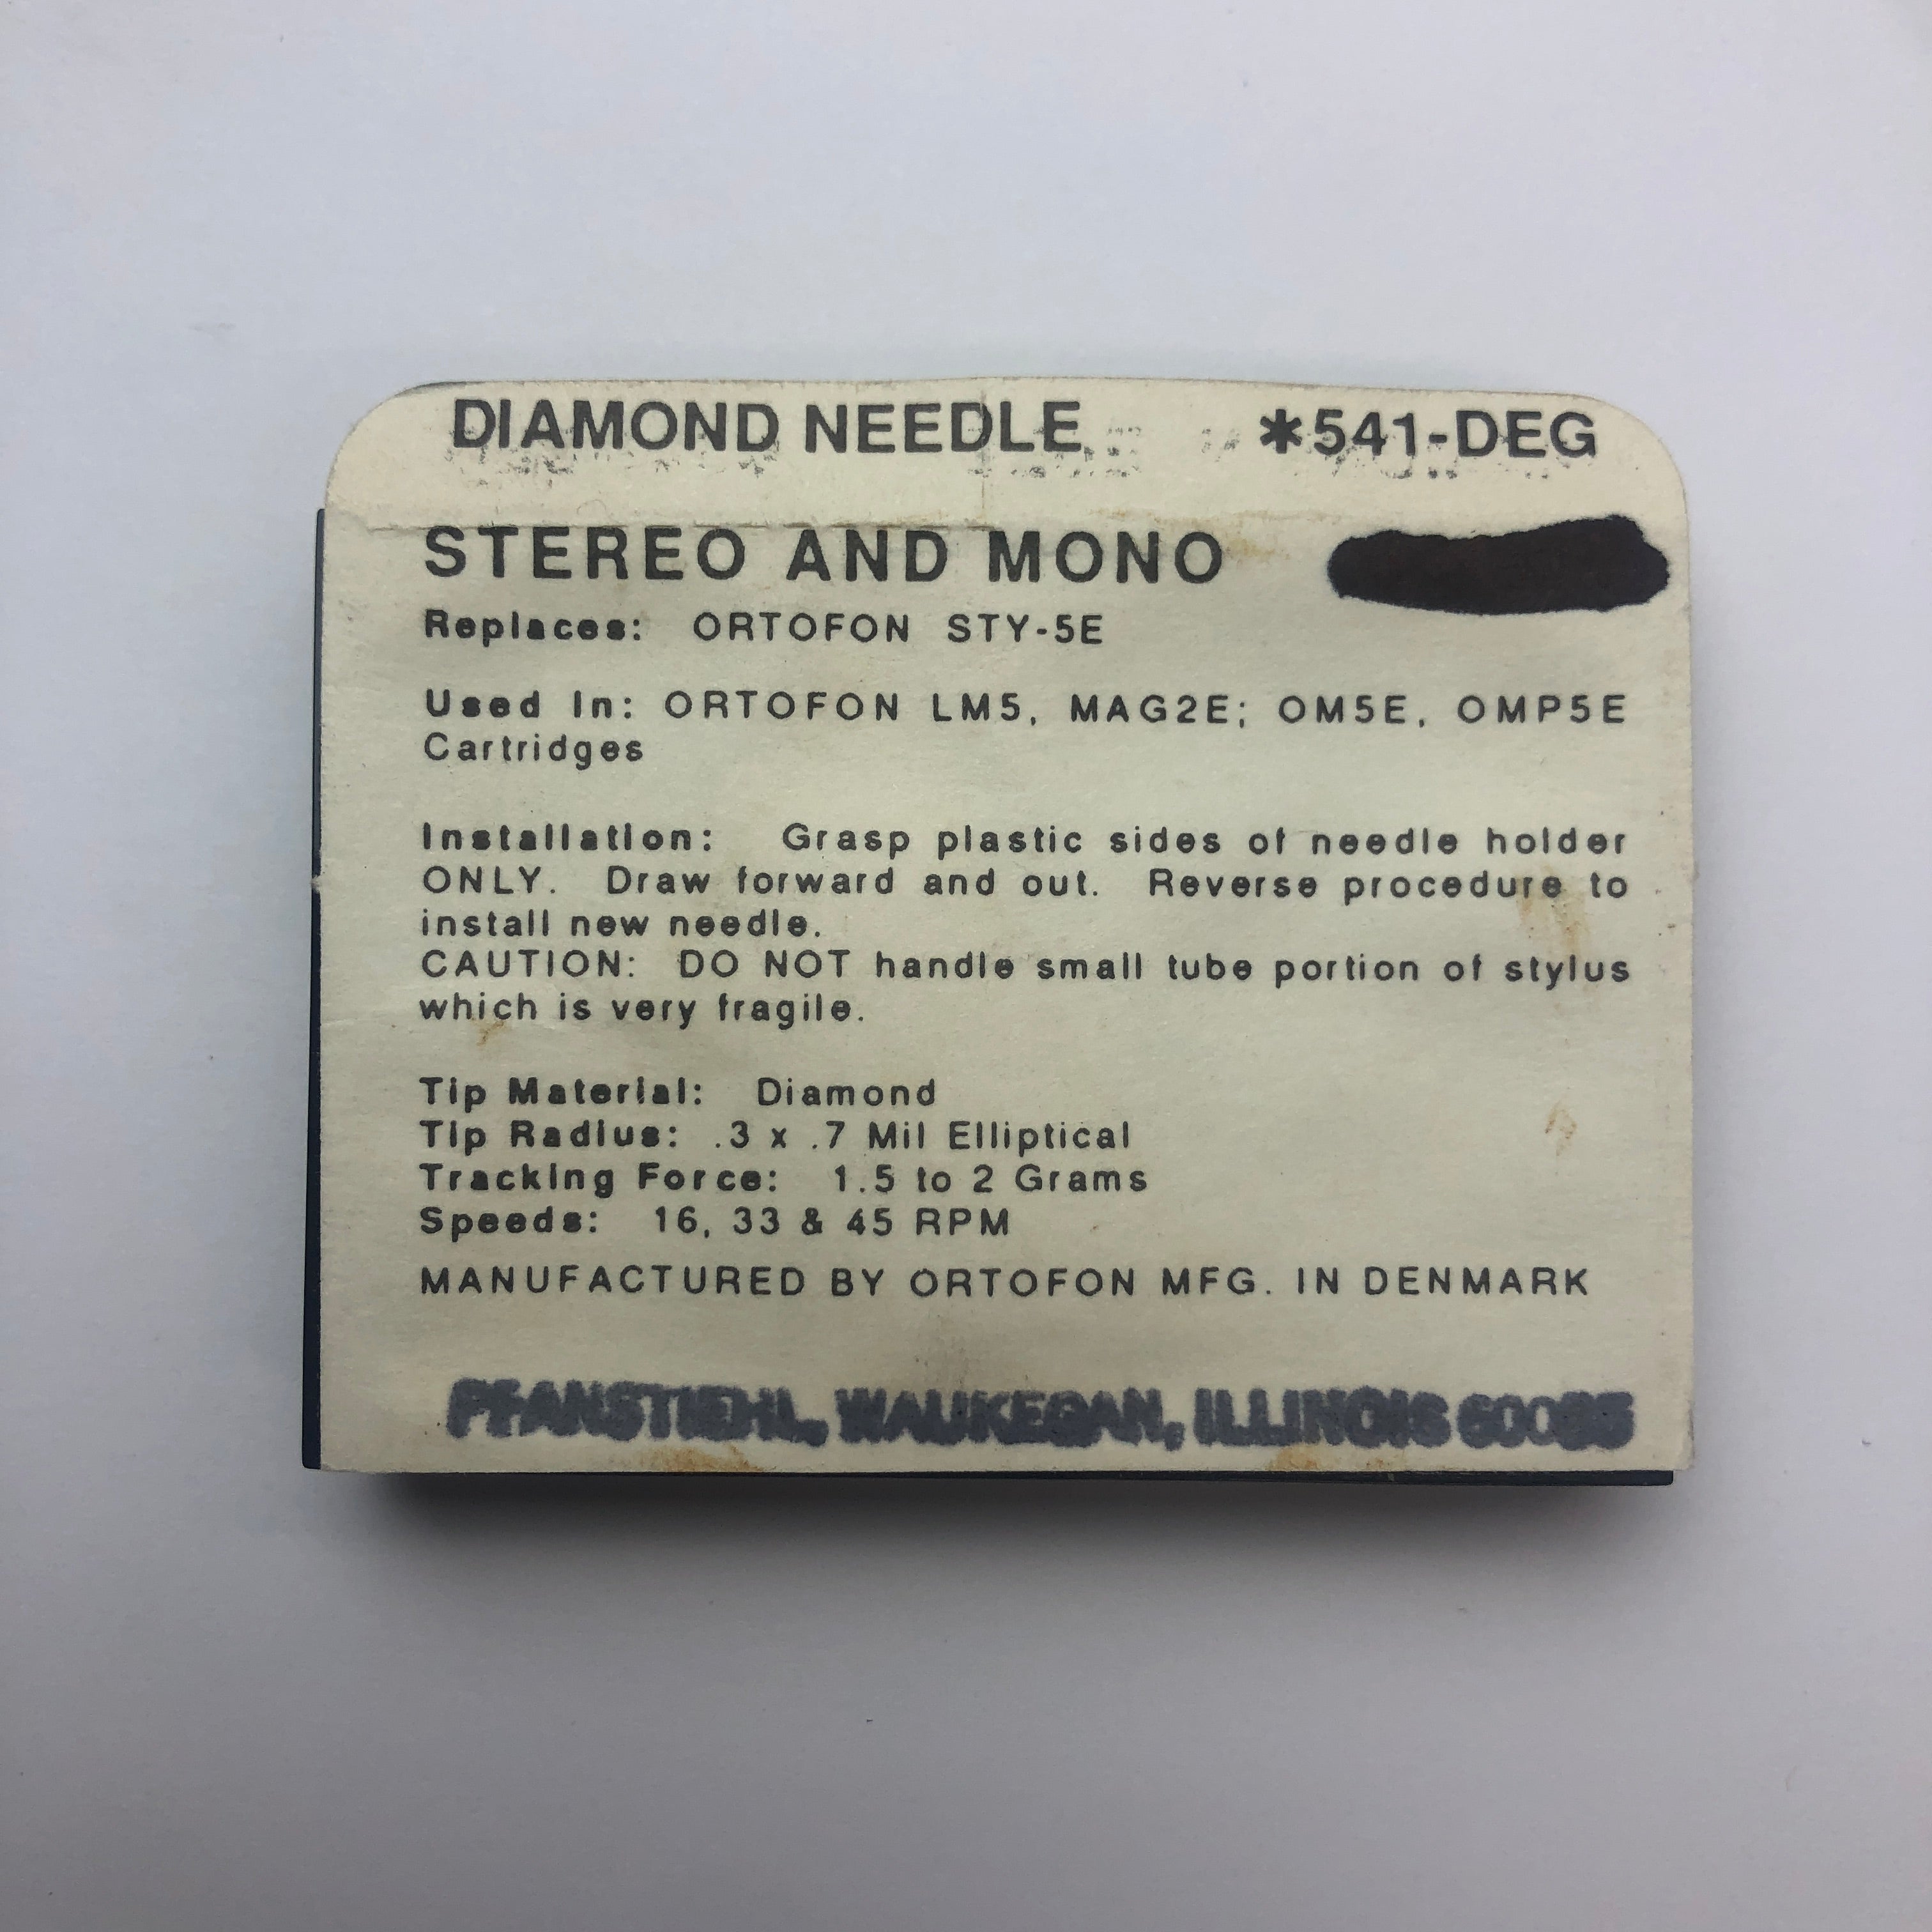 DIAMOND NEEDLE *541-DEG
STEREO AND MONO
Replaces: ORTOFON STY-5E
Used In: ORTOFON LM5, MAG2E; OM5E, OMP5E
Cartridges
Installation: Grasp plastic sides of needle holder
ONLY. Draw forward and out. Reverse procedure to
install new needle.
CAUTION: DO NOT handle small tube portion of stylus
which is very fragile.
Tip Material: Diamond
Tip Radius: .3 x .7 Mil Elliptical
Tracking Force: 1.5 to 2 Grams
Speeds: 16, 33 & 45 RPM
MANUFACTURED BY ORTOFON MFG. IN DENMARK
PFANSTIEHL, WAUKEGAN, ILLINOIS 60085